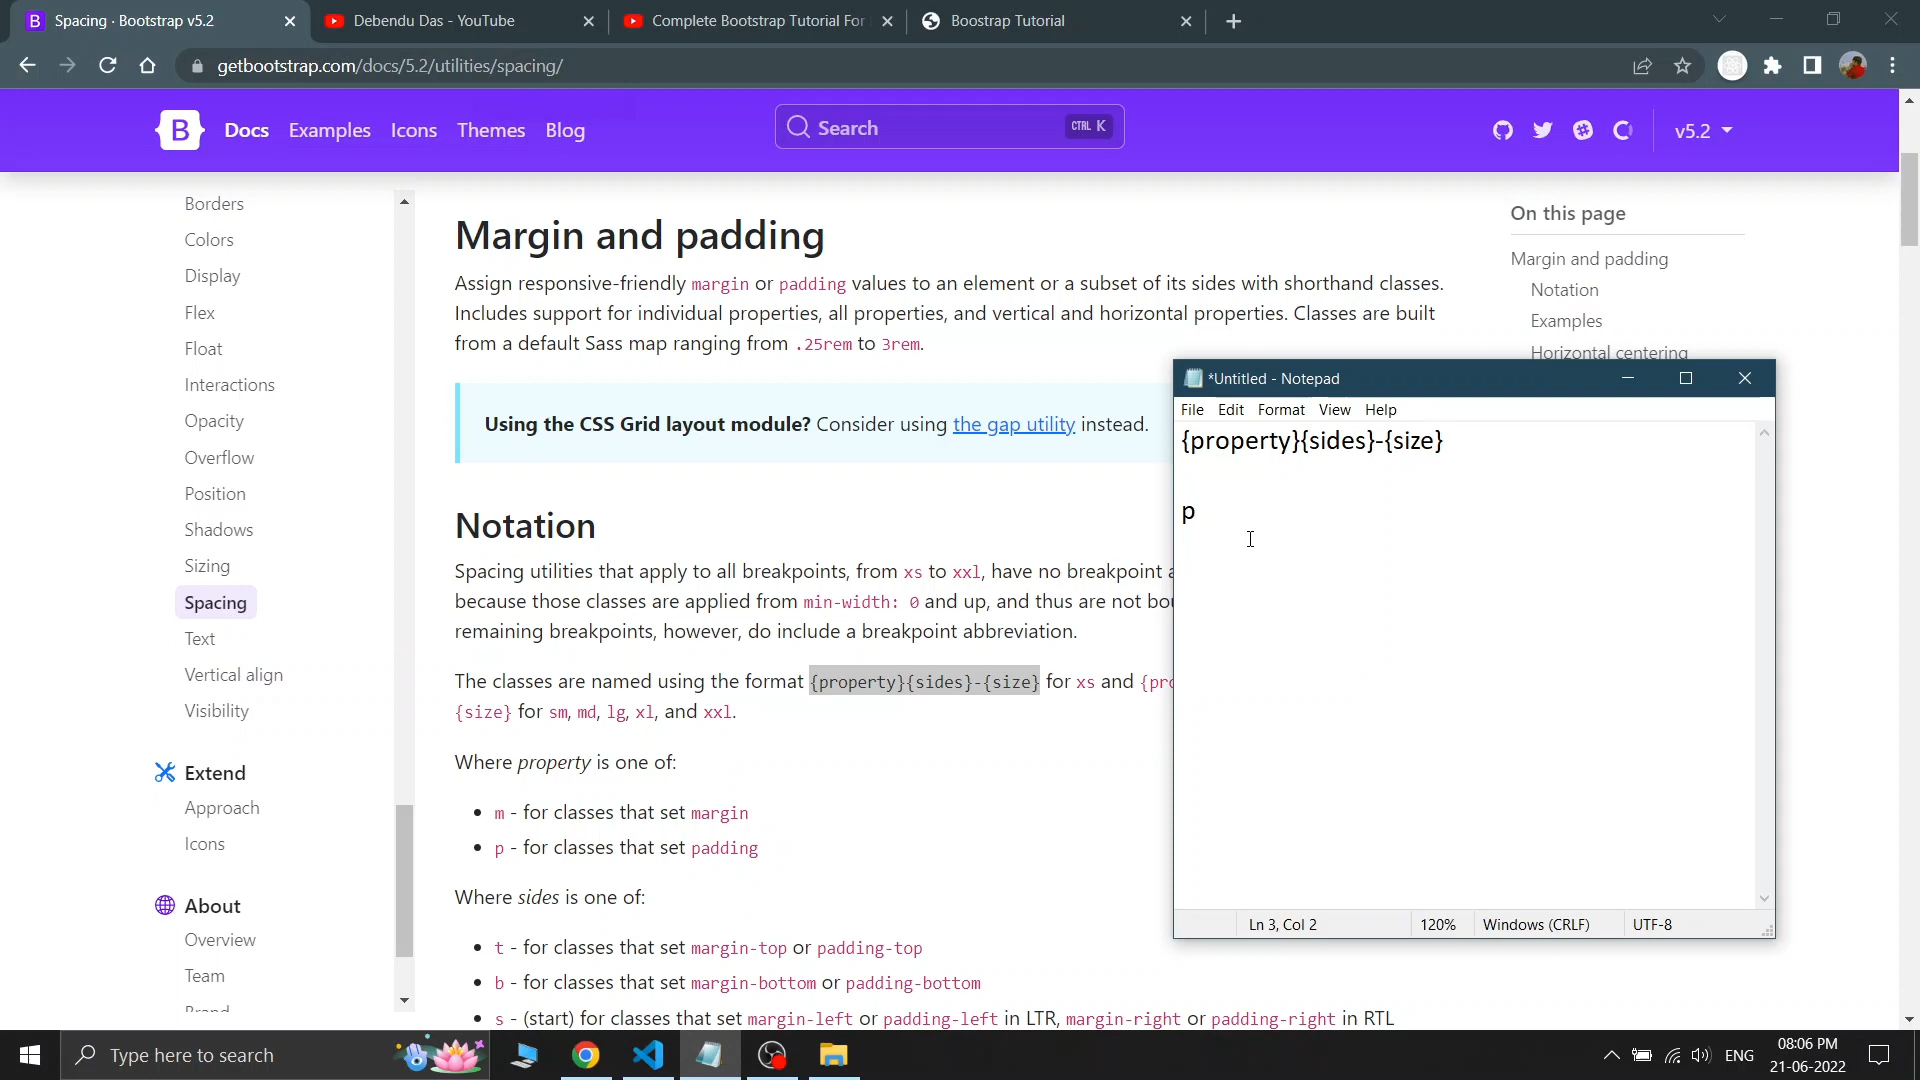 Spacing · Bootstrap v5.2
Debendu Das - YouTube
Complete Bootstrap Tutorial For
Boostrap Tutorial
getbootstrap.com/docs/5.2/utilities/spacing/
B
Docs
Examples
Icons
Themes
Blog
Search
CTRL K
v5.2
Borders
Colors
Display
Flex
Float
Interactions
Opacity
Overflow
Position
Shadows
Sizing
Spacing
Text
Vertical align
Visibility
Extend
Approach
Icons
About
Overview
Team
Brand
Margin and padding
Assign responsive-friendly margin or padding values to an element or a subset of its sides with shorthand classes.
Includes support for individual properties, all properties, and vertical and horizontal properties. Classes are built
from a default Sass map ranging from .25rem to 3rem.
Using the CSS Grid layout module? Consider using the gap utility instead.
Notation
Spacing utilities that apply to all breakpoints, from xs to xxl, have no breakpoint a
because those classes are applied from min-width: 0 and up, and thus are not bou
remaining breakpoints, however, do include a breakpoint abbreviation.
The classes are named using the format {property}{sides}-{size} for xs and {pro
{size} for sm, md, lg, xl, and xxl.
Where property is one of:
• m - for classes that set margin
• p - for classes that set padding
Where sides is one of:
• t - for classes that set margin-top or padding-top
• b - for classes that set margin-bottom or padding-bottom
• s - (start) for classes that set margin-left or padding-left in LTR, margin-right or padding-right in RTL
On this page
Margin and padding
Notation
Examples
Horizontal centering
*Untitled - Notepad
File Edit Format View Help
{property}{sides}-{size}
p
Ln 3, Col 2
120%
Windows (CRLF)
UTF-8
Type here to search
ENG
08:06 PM
21-06-2022